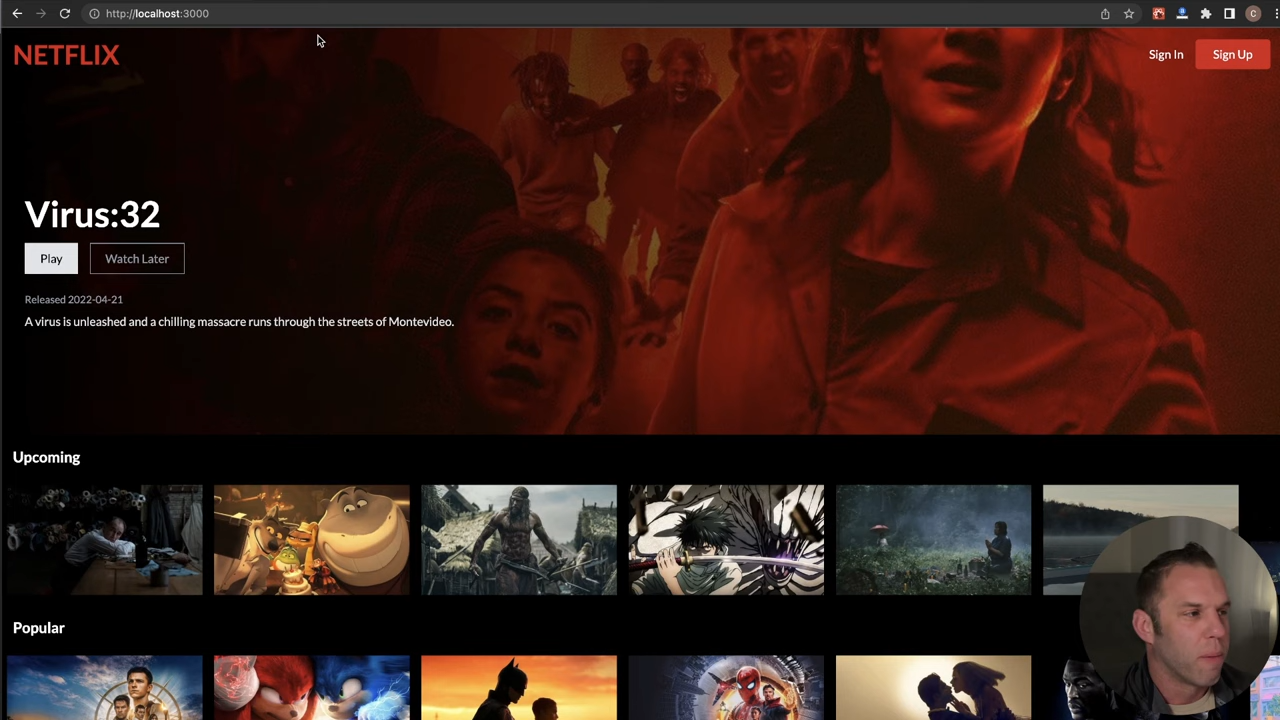 http://localhost:3000
C
NETFLIX
Sign In
Sign Up
Virus:32
Play
Watch Later
Released 2022-04-21
A virus is unleashed and a chilling massacre runs through the streets of Montevideo.
Upcoming
Popular